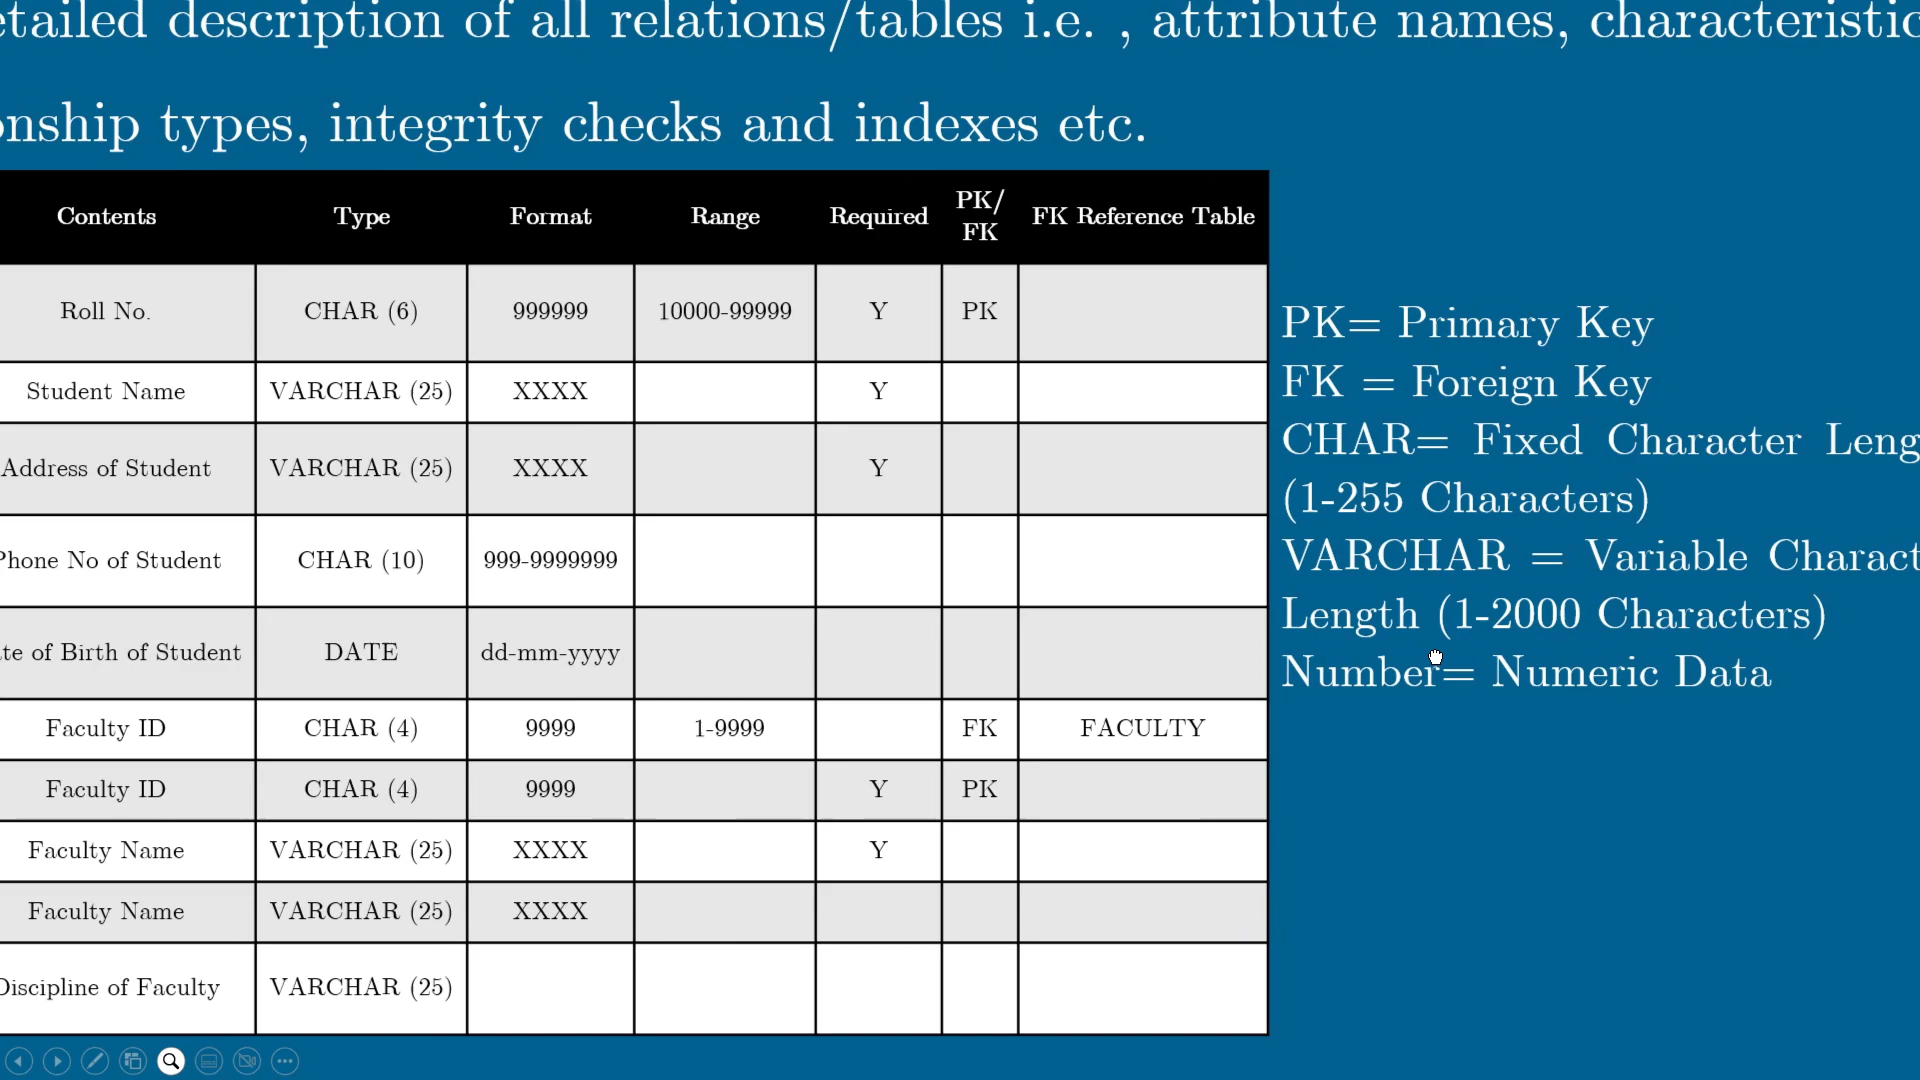 etailed description of all relations/tables i.e. , attribute names, characteristic
onship types, integrity checks and indexes etc.
Contents Type Format Range Required PK/ FK FK Reference Table
Roll No. CHAR (6) 999999 10000-99999 Y PK
Student Name VARCHAR (25) XXXX Y
Address of Student VARCHAR (25) XXXX Y
Phone No of Student CHAR (10) 999-9999999
te of Birth of Student DATE dd-mm-yyyy
Faculty ID CHAR (4) 9999 1-9999 FK FACULTY
Faculty ID CHAR (4) 9999 Y PK
Faculty Name VARCHAR (25) XXXX Y
Faculty Name VARCHAR (25) XXXX
Discipline of Faculty VARCHAR (25)
PK= Primary Key
FK = Foreign Key
CHAR= Fixed Character Leng
(1-255 Characters)
VARCHAR = Variable Charact
Length (1-2000 Characters)
Number= Numeric Data